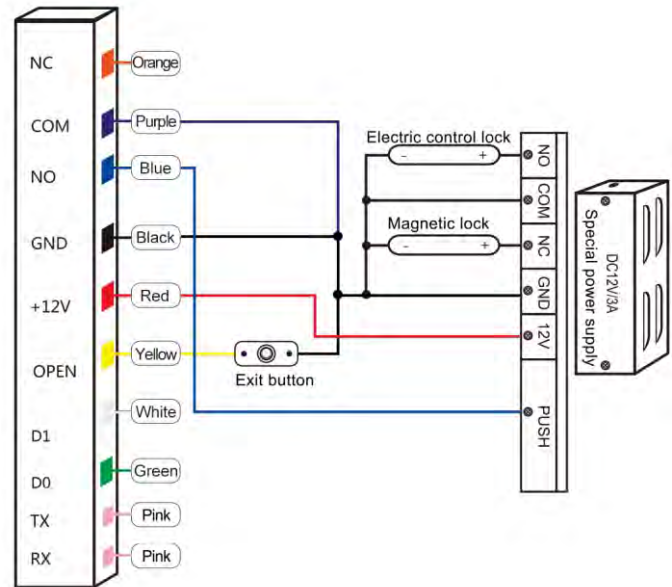 NC Orange
COM Purple
NO Blue
GND Black
+12V Red
OPEN Yellow
D1 White
D0 Green
TX Pink
RX Pink
Exit button
Electric control lock
- +
Magnetic lock
- +
NO
COM
NC
GND
12V
PUSH
DC12V/3A
Special power supply